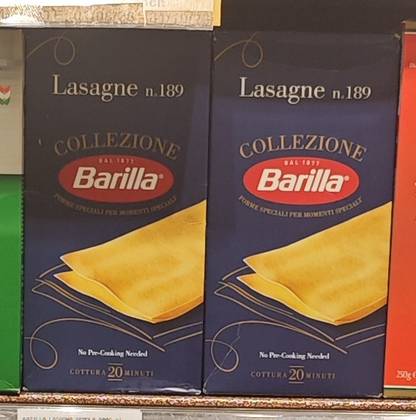 Lasagne n.189
COLLEZIONE
DAL 1877
Barilla
FORME SPECIALI PER MOMENTI SPECIALI
No Pre-Cooking Needed
COTTURA 20 MINUTI
Lasagne n.189
COLLEZIONE
DAL 1877
Barilla
FORME SPECIALI PER MOMENTI SPECIALI
No Pre-Cooking Needed
COTTURA 20 MINUTI
250g